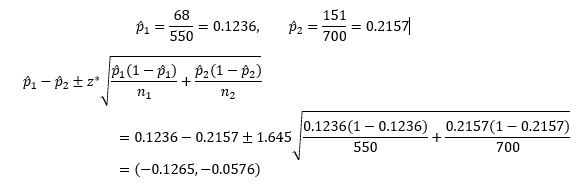 p̂₁ = 68/550 = 0.1236, p̂₂ = 151/700 = 0.2157
p̂₁ − p̂₂ ± z* √(p̂₁(1 − p̂₁)/n₁ + p̂₂(1 − p̂₂)/n₂)
= 0.1236 − 0.2157 ± 1.645 √(0.1236(1 − 0.1236)/550 + 0.2157(1 − 0.2157)/700)
= (−0.1265, −0.0576)